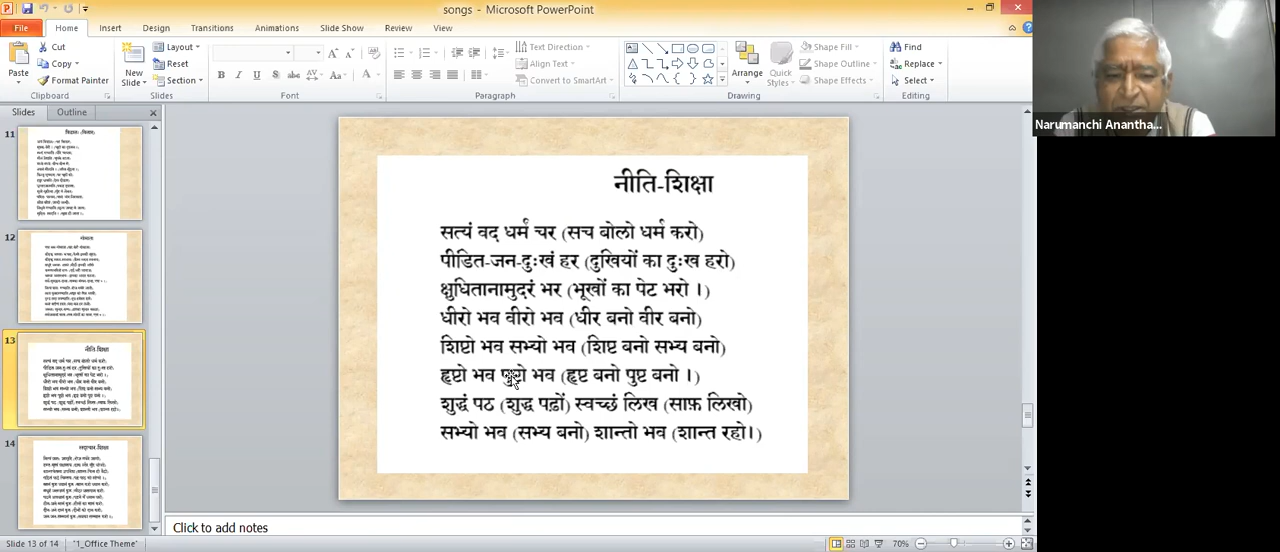 songs - Microsoft PowerPoint
File Home Insert Design Transitions Animations Slide Show Review View
Cut
Copy
Format Painter
Paste
Clipboard
New Slide
Layout
Reset
Section
Slides
Font
Text Direction
Align Text
Convert to SmartArt
Paragraph
Arrange
Quick Styles
Shape Fill
Shape Outline
Shape Effects
Drawing
Find
Replace
Select
Editing
Narumanchi Anantha...
Slides Outline
11
12
13
नीति-शिक्षा
14
नीति-शिक्षा
सत्यं वद धर्मं चर (सच बोलो धर्म करो)
पीडित-जन-दुःखं हर (दुखियों का दुःख हरो)
क्षुधितानामुदरं भर (भूखों का पेट भरो ।)
धीरो भव वीरो भव (धीर बनो वीर बनो)
शिष्टो भव सभ्यो भव (शिष्ट बनो सभ्य बनो)
हृष्टो भव पुष्टो भव (हृष्ट बनो पुष्ट बनो ।)
शुद्धं पठ (शुद्ध पढ़ों) स्वच्छं लिख (साफ़ लिखो)
सभ्यो भव (सभ्य बनो) शान्तो भव (शान्त रहो।)
Click to add notes
Slide 13 of 14 "1_Office Theme" 70%